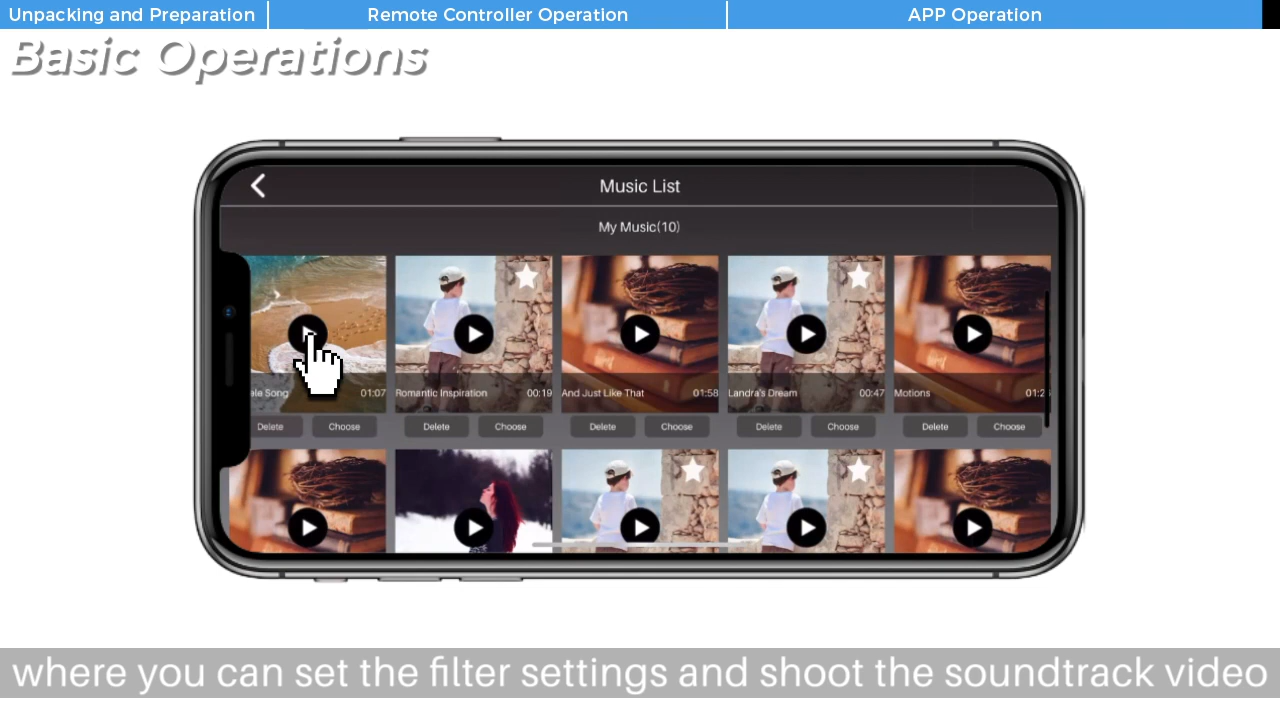 Unpacking and Preparation
Remote Controller Operation
APP Operation
Basic Operations
Music List
My Music(10)
Song 01:07
Romantic Inspiration 00:19
And Just Like That 01:58
Landra's Dream 00:47
Motions
Delete Choose Delete Choose Delete Choose Delete Choose Delete Choose
where you can set the filter settings and shoot the soundtrack video